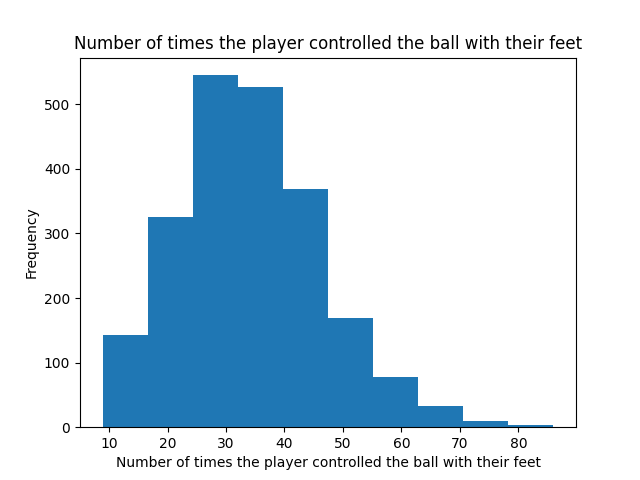 Number of times the player controlled the ball with their feet
500
400
300
200
100
0
Frequency
10 20 30 40 50 60 70 80
Number of times the player controlled the ball with their feet